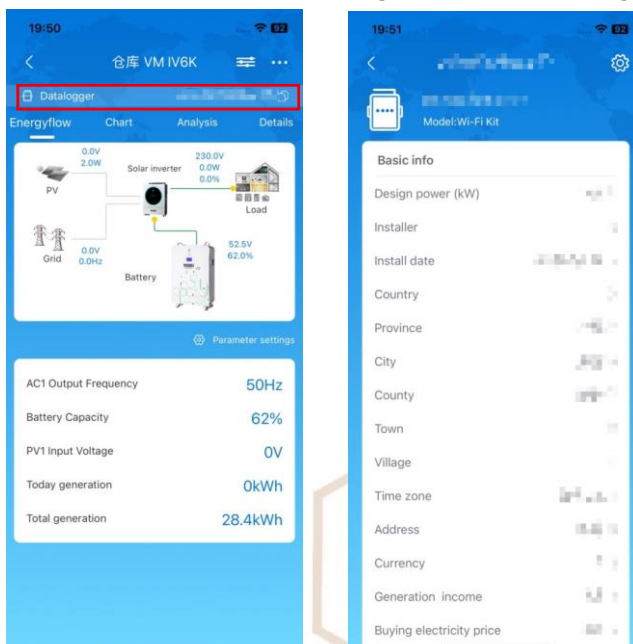 19:50
92
仓库 VM IV6K
Datalogger
Energyflow Chart Analysis Details
0.0V
2.0W
PV
Solar inverter
230.0V
0.0W
0.0%
Load
Grid
0.0V
0.0Hz
Battery
52.5V
62.0%
Parameter settings
AC1 Output Frequency 50Hz
Battery Capacity 62%
PV1 Input Voltage 0V
Today generation 0kWh
Total generation 28.4kWh
19:51
92
Model:Wi-Fi Kit
Basic info
Design power (kW)
Installer
Install date
Country
Province
City
County
Town
Village
Time zone
Address
Currency
Generation income
Buying electricity price